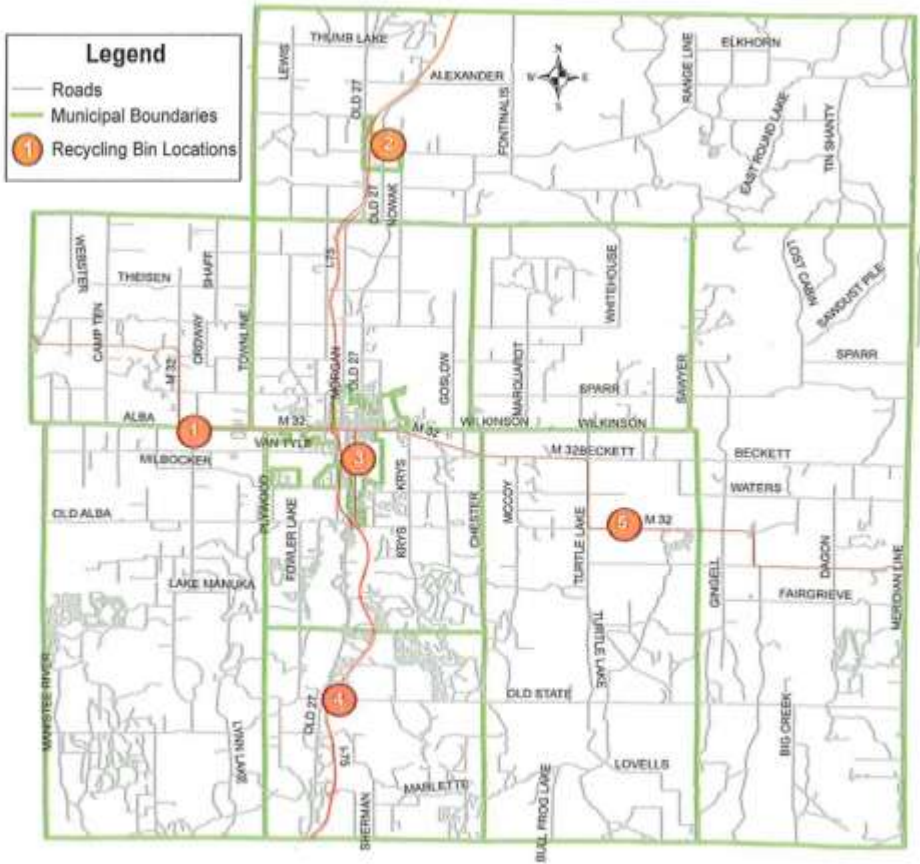 Legend
Roads
Municipal Boundaries
1 Recycling Bin Locations
N
W E
S
THUMB LAKE
LEWIS
OLD 27
ALEXANDER
FONTINALIS
RANGE LINE
ELKHORN
EAST ROUND LAKE
TIN SHANTY
2
OLD 27
NOWAK
I-75
WEBSTER
THEISEN
SHAFF
CAMP TEN
M 32
ORDWAY
TOWNLINE
MORGAN
OLD 27
GOSLOW
MARQUARDT
WHITEHOUSE
SPARR
SAWYER
LOST CABIN
SAWDUST PILE
SPARR
ALBA
1
M 32
M 32
WILKINSON
WILKINSON
VAN TYLE
MILBOCKER
3
KRYS
M 32
BECKETT
BECKETT
WATERS
OLD ALBA
FOWLER LAKE
KRYS
CHESTER
MCCOY
TURTLE LAKE
5
M 32
GINGELL
DAGON
FAIRGRIEVE
MERIDIAN LINE
LAKE MANUKA
TURTLE LAKE
MANISTEE RIVER
LYNN LAKE
OLD 27
4
I-75
OLD STATE
BIG CREEK
SHERMAN
MARLETTE
BULL FROG LAKE
LOVELLS